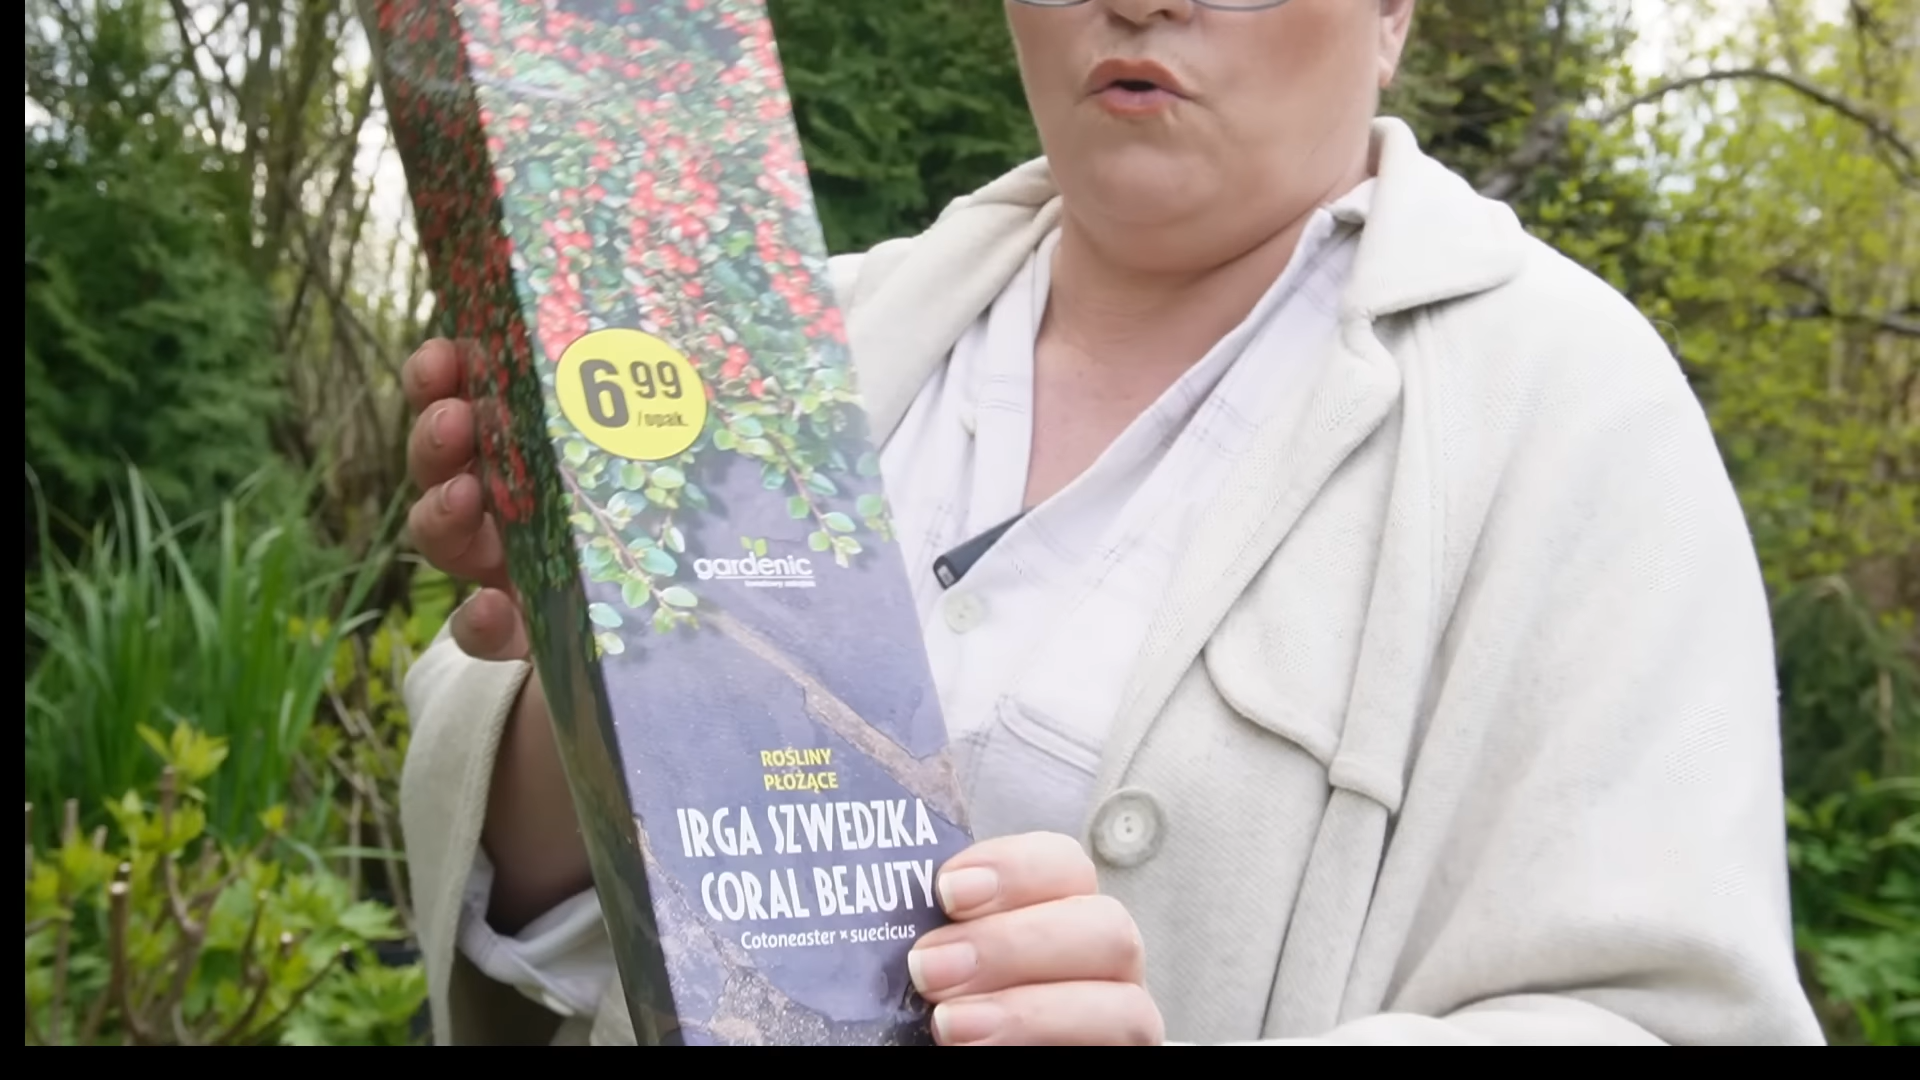 6 99
/opak.
gardenic
ROŚLINY
PŁOŻĄCE
IRGA SZWEDZKA
CORAL BEAUTY
Cotoneaster × suecicus